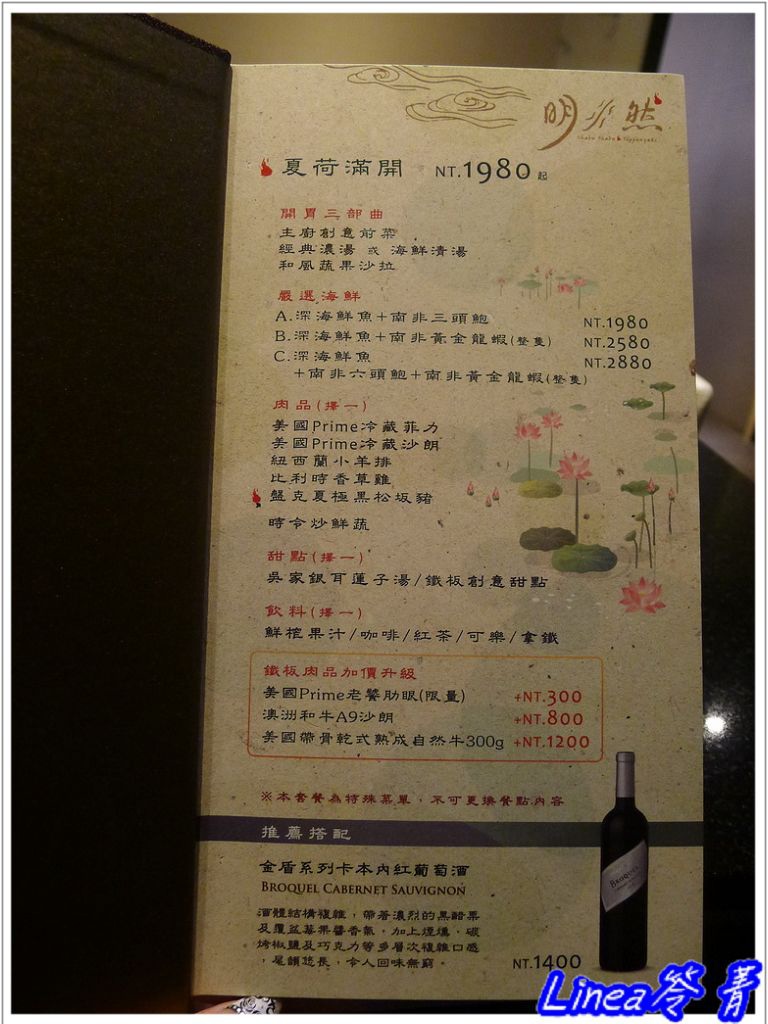 明水然
Shabu Shabu & Teppanyaki
夏荷滿開 NT.1980起
開胃三部曲
主廚創意前菜
經典濃湯 或 海鮮清湯
和風蔬果沙拉
嚴選海鮮
A.深海鮮魚+南非三頭鮑 NT.1980
B.深海鮮魚+南非黃金龍蝦(整隻) NT.2580
C.深海鮮魚 NT.2880
+南非六頭鮑+南非黃金龍蝦(整隻)
肉品(擇一)
美國Prime冷藏菲力
美國Prime冷藏沙朗
紐西蘭小羊排
比利時香草雞
盤克夏極黑松坂豬
時令炒鮮蔬
甜點(擇一)
吳家銀耳蓮子湯/鐵板創意甜點
飲料(擇一)
鮮榨果汁/咖啡/紅茶/可樂/拿鐵
鐵板肉品加價升級
美國Prime老饕肋眼(限量) +NT.300
澳洲和牛A9沙朗 +NT.800
美國帶骨乾式熟成自然牛300g +NT.1200
※本套餐為特殊菜單，不可更換餐點內容
推薦搭配
金盾系列卡本內紅葡萄酒
BROQUEL CABERNET SAUVIGNON
酒體結構複雜，帶著濃烈的黑醋栗
及覆盆莓果醬香氣，加上煙燻，碳
烤椒鹽及巧克力等多層次複雜口感
，尾韻悠長，令人回味無窮。 NT.1400
BROQUEL
Linea答菁